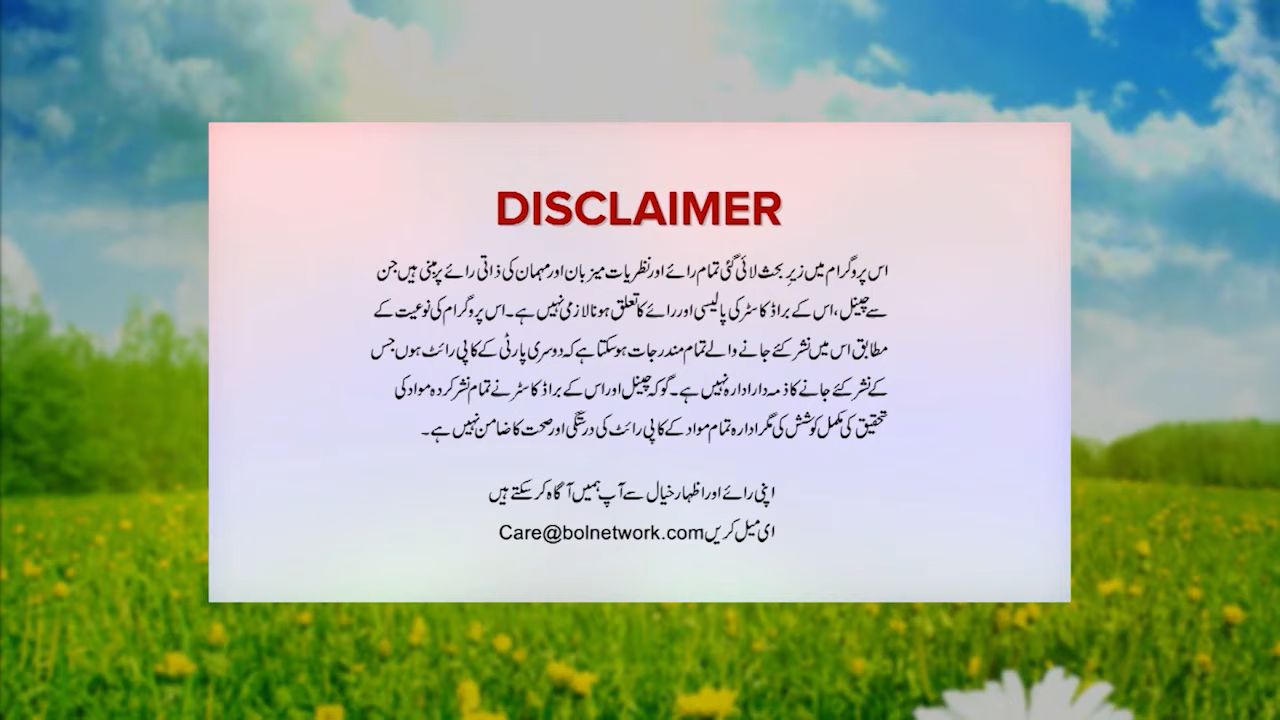 DISCLAIMER
اس پروگرام میں زیرِ بحث لائی گئی تمام رائے اور نظریات میزبان اور مہمان کی ذاتی رائے پر مبنی ہیں جن
سے چینل ، اس کے براڈ کاسٹر کی پالیسی اور رائے کا تعلق ہونا لازمی نہیں ہے۔ اس پروگرام کی نوعیت کے
مطابق اس میں نشر کئے جانے والے تمام مندرجات ہو سکتا ہے کہ دوسری پارٹی کے کاپی رائٹ ہوں جس
کے نشر کئے جانے کا ذمہ دار ادارہ نہیں ہے۔ گو کہ چینل اور اس کے براڈ کاسٹر نے تمام نشر کردہ مواد کی
تحقیق کی مکمل کوشش کی مگر ادارہ تمام مواد کے کاپی رائٹ کی درستگی اور صحت کا ضامن نہیں ہے۔
اپنی رائے اور اظہار خیال سے آپ ہمیں آگاہ کر سکتے ہیں
ای میل کریں Care@bolnetwork.com